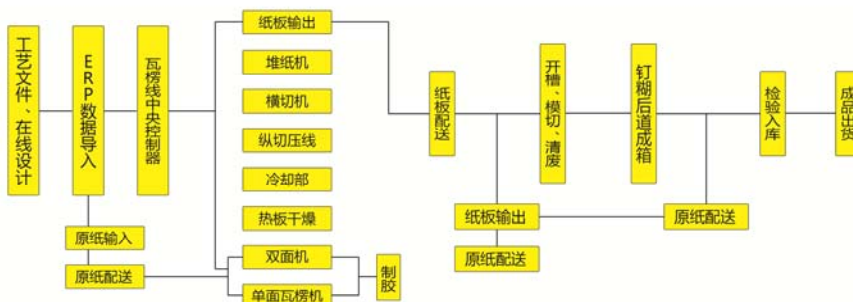 工艺文件、在线设计
ERP数据导入
瓦楞线中央控制器
原纸输入
原纸配送
纸板输出
堆纸机
横切机
纵切压线
冷却部
热板干燥
双面机
单面瓦楞机
制胶
纸板配送
开槽、模切、清废
钉糊后道成箱
检验入库
成品出货
纸板输出
原纸配送
原纸配送